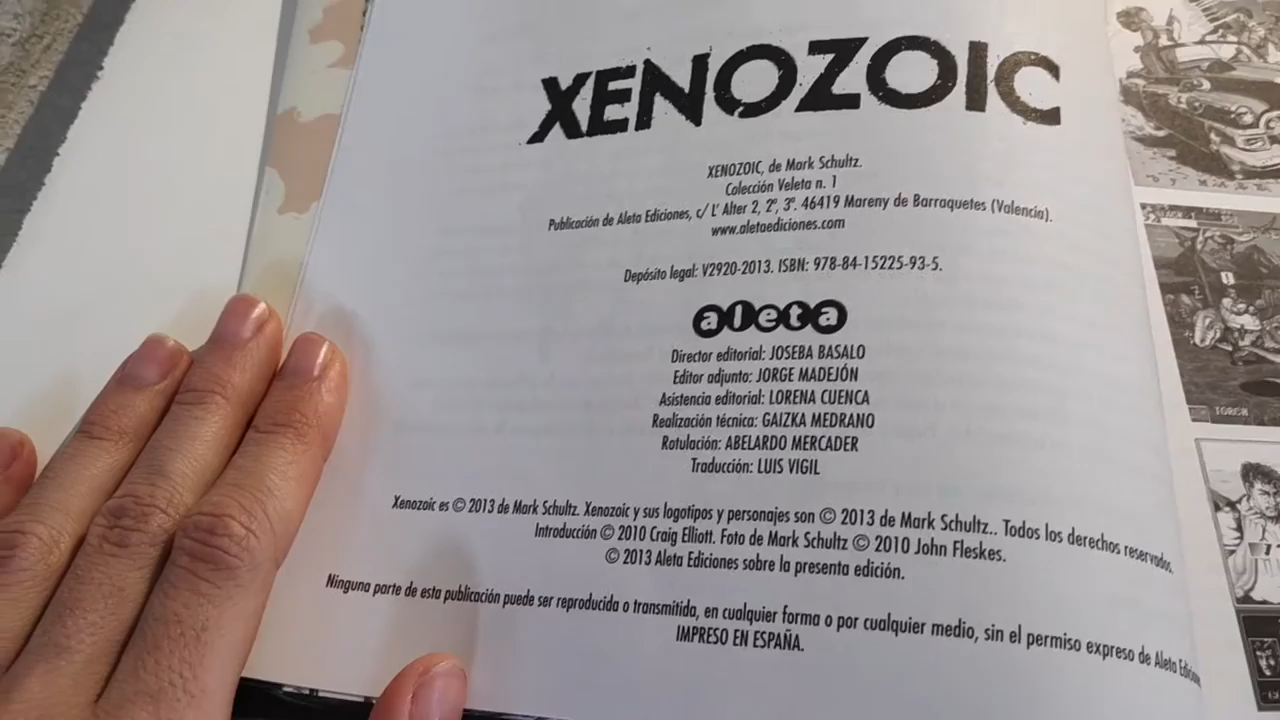 XENOZOIC
XENOZOIC, de Mark Schultz.
Colección Veleta n. 1
Publicación de Aleta Ediciones, c/ L' Alter 2, 2º, 3ª. 46419 Mareny de Barraquetes (Valencia).
www.aletaediciones.com
Depósito legal: V2920-2013. ISBN: 978-84-15225-93-5.
aleta
Director editorial: JOSEBA BASALO
Editor adjunto: JORGE MADEJÓN
Asistencia editorial: LORENA CUENCA
Realización técnica: GAIZKA MEDRANO
Rotulación: ABELARDO MERCADER
Traducción: LUIS VIGIL
Xenozoic es © 2013 de Mark Schultz. Xenozoic y sus logotipos y personajes son © 2013 de Mark Schultz.. Todos los derechos reservados.
Introducción © 2010 Craig Elliott. Foto de Mark Schultz © 2010 John Fleskes.
© 2013 Aleta Ediciones sobre la presente edición.
Ninguna parte de esta publicación puede ser reproducida o transmitida, en cualquier forma o por cualquier medio, sin el permiso expreso de Aleta Ediciones
IMPRESO EN ESPAÑA.
TORCH